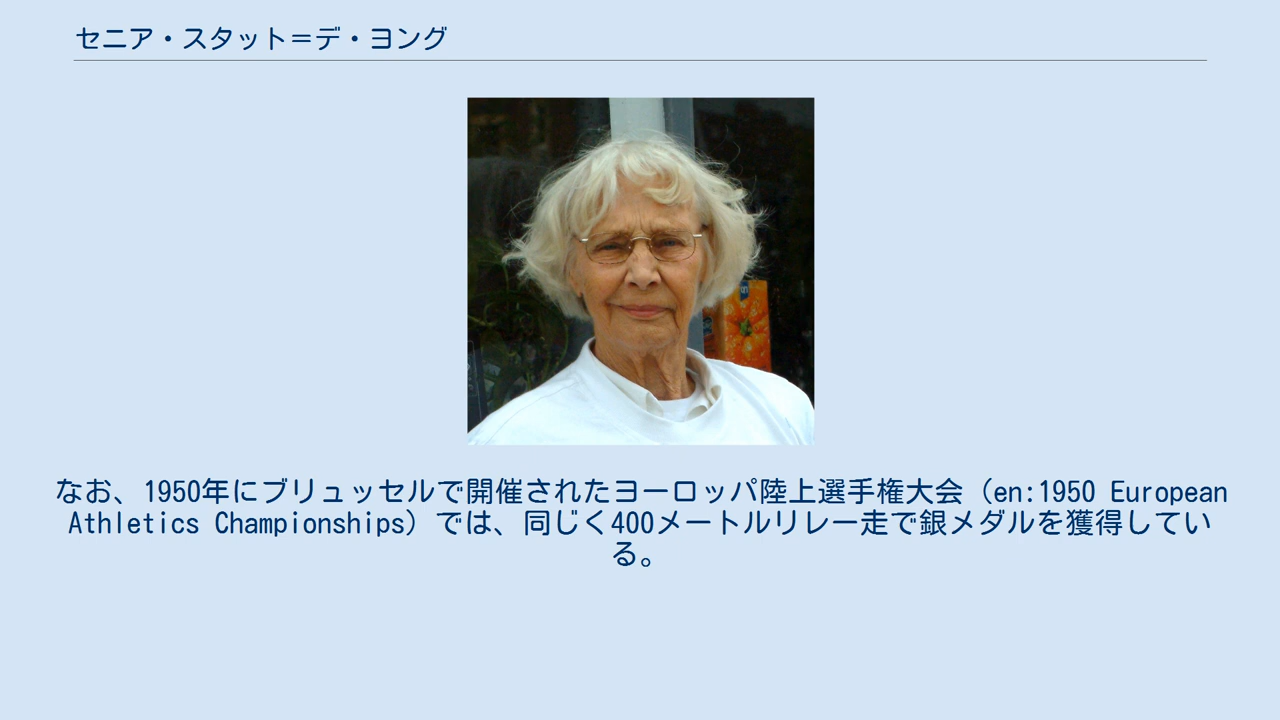 セニア・スタット＝デ・ヨング
なお、1950年にブリュッセルで開催されたヨーロッパ陸上選手権大会（en:1950 European
Athletics Championships）では、同じく400メートルリレー走で銀メダルを獲得してい
る。